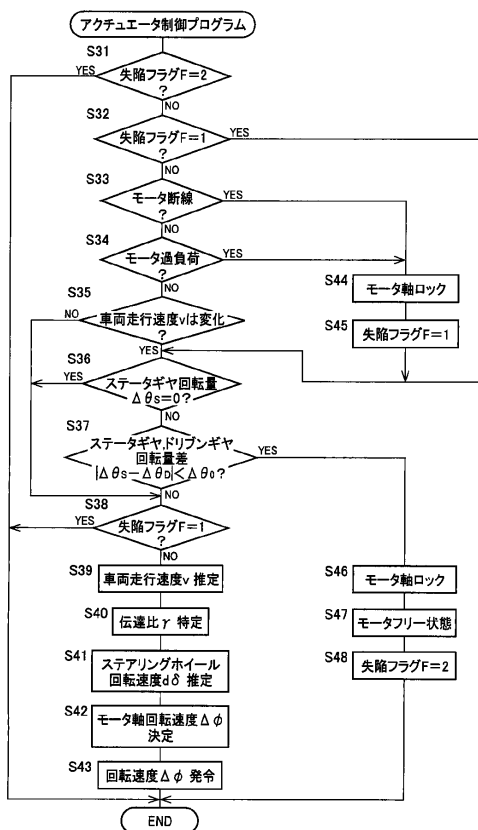 アクチュエータ制御プログラム
S31
失陥フラグF=2
?
YES
NO
S32
失陥フラグF=1
?
YES
NO
S33
モータ断線
?
YES
NO
S34
モータ過負荷
?
YES
NO
S44
モータ軸ロック
S45
失陥フラグF=1
S35
車両走行速度vは変化
?
NO
YES
S36
ステータギヤ回転量
ΔθS=0?
YES
NO
S37
ステータギヤ,ドリブンギヤ
回転量差
|ΔθS-ΔθD|<Δθ0?
YES
NO
S38
失陥フラグF=1
?
YES
NO
S39
車両走行速度v 推定
S40
伝達比γ 特定
S41
ステアリングホイール
回転速度dδ 推定
S42
モータ軸回転速度Δφ
決定
S43
回転速度Δφ 発令
S46
モータ軸ロック
S47
モータフリー状態
S48
失陥フラグF=2
END